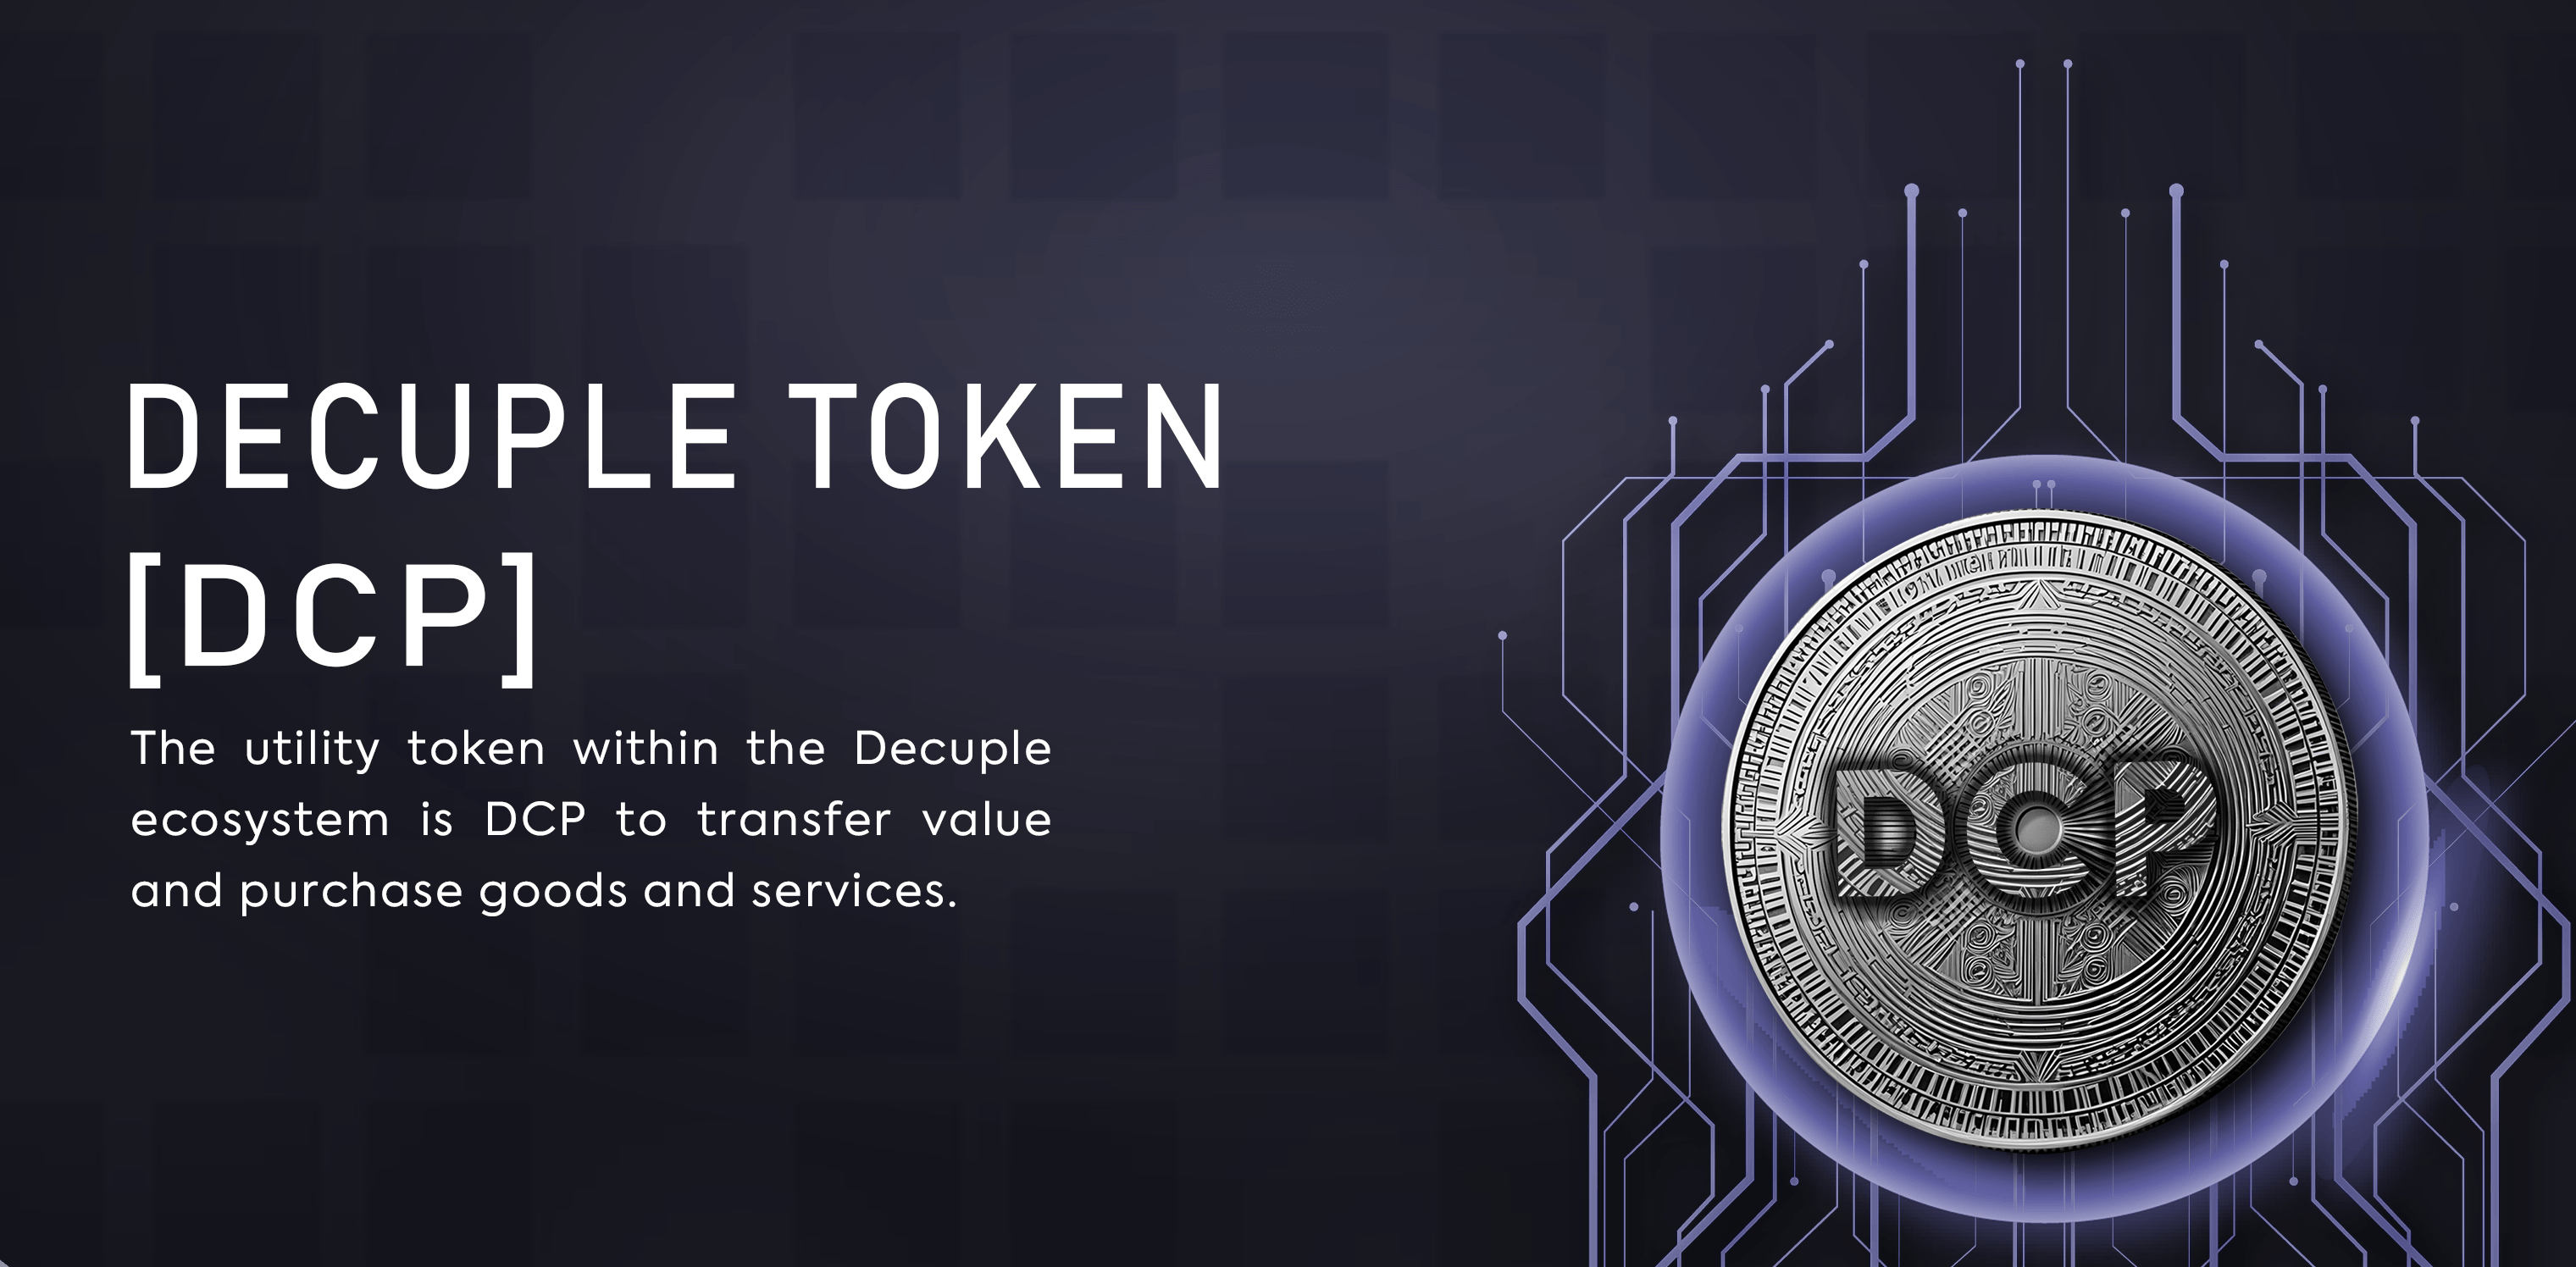 DECUPLE TOKEN
[DCP]
The utility token within the Decuple
ecosystem is DCP to transfer value
and purchase goods and services.
DCP